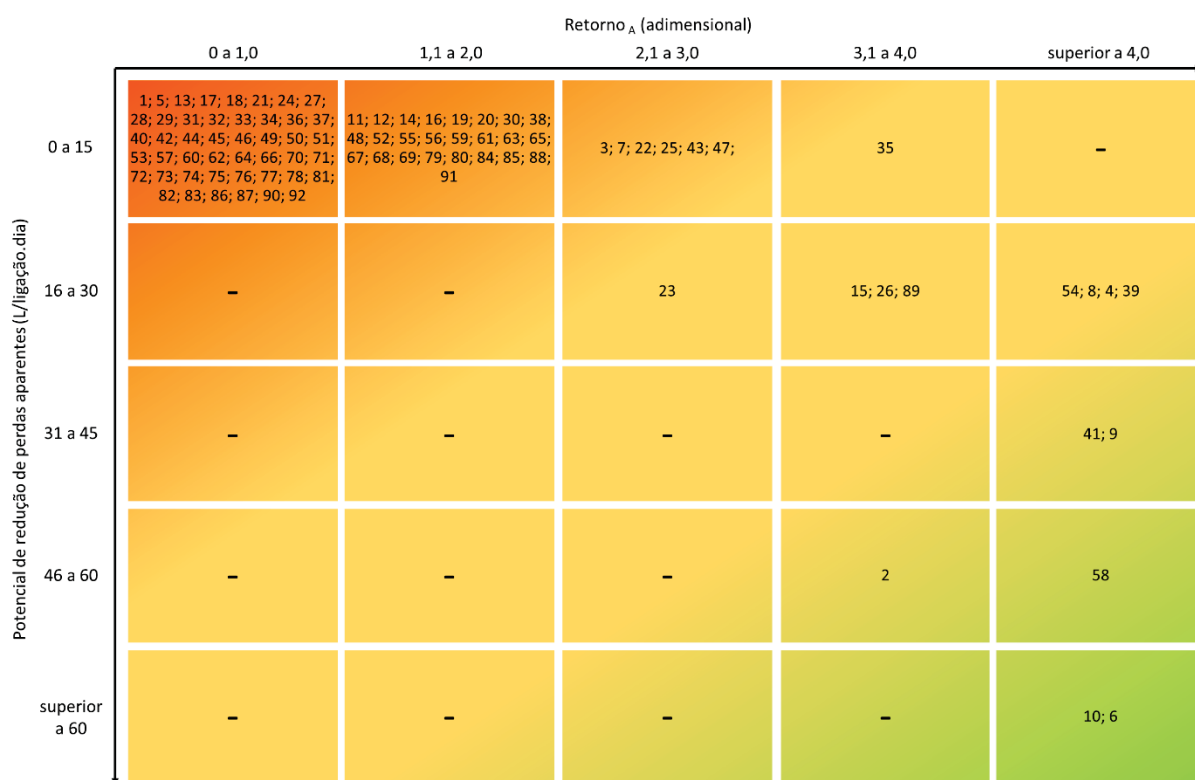 Retorno A (adimensional)
0 a 1,0
1,1 a 2,0
2,1 a 3,0
3,1 a 4,0
superior a 4,0
Potencial de redução de perdas aparentes (L/ligação.dia)
0 a 15
1; 5; 13; 17; 18; 21; 24; 27;
28; 29; 31; 32; 33; 34; 36; 37;
40; 42; 44; 45; 46; 49; 50; 51;
53; 57; 60; 62; 64; 66; 70; 71;
72; 73; 74; 75; 76; 77; 78; 81;
82; 83; 86; 87; 90; 92
11; 12; 14; 16; 19; 20; 30; 38;
48; 52; 55; 56; 59; 61; 63; 65;
67; 68; 69; 79; 80; 84; 85; 88;
91
3; 7; 22; 25; 43; 47;
35
–
16 a 30
–
–
23
15; 26; 89
54; 8; 4; 39
31 a 45
–
–
–
–
41; 9
46 a 60
–
–
–
2
58
superior
a 60
–
–
–
–
10; 6